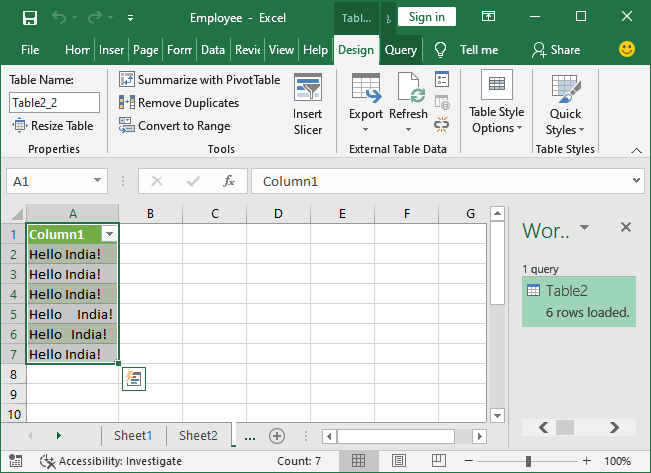 Employee - Excel
Tabl...
Sign in
File Hom Inser Page Form Data Revie View Help Design Query Tell me Share
Table Name:
Table2_2
Resize Table
Properties
Summarize with PivotTable
Remove Duplicates
Convert to Range
Tools
Insert
Slicer
Export Refresh
External Table Data
Table Style
Options
Quick
Styles
Table Styles
A1 fx Column1
A B C D E F G
1 Column1
2 Hello India!
3 Hello India!
4 Hello India!
5 Hello    India!
6 Hello   India!
7 Hello India!
8
9
10
Wor..
1 query
Table2
6 rows loaded.
Sheet1 Sheet2 ...
Accessibility: Investigate Count: 7 100%